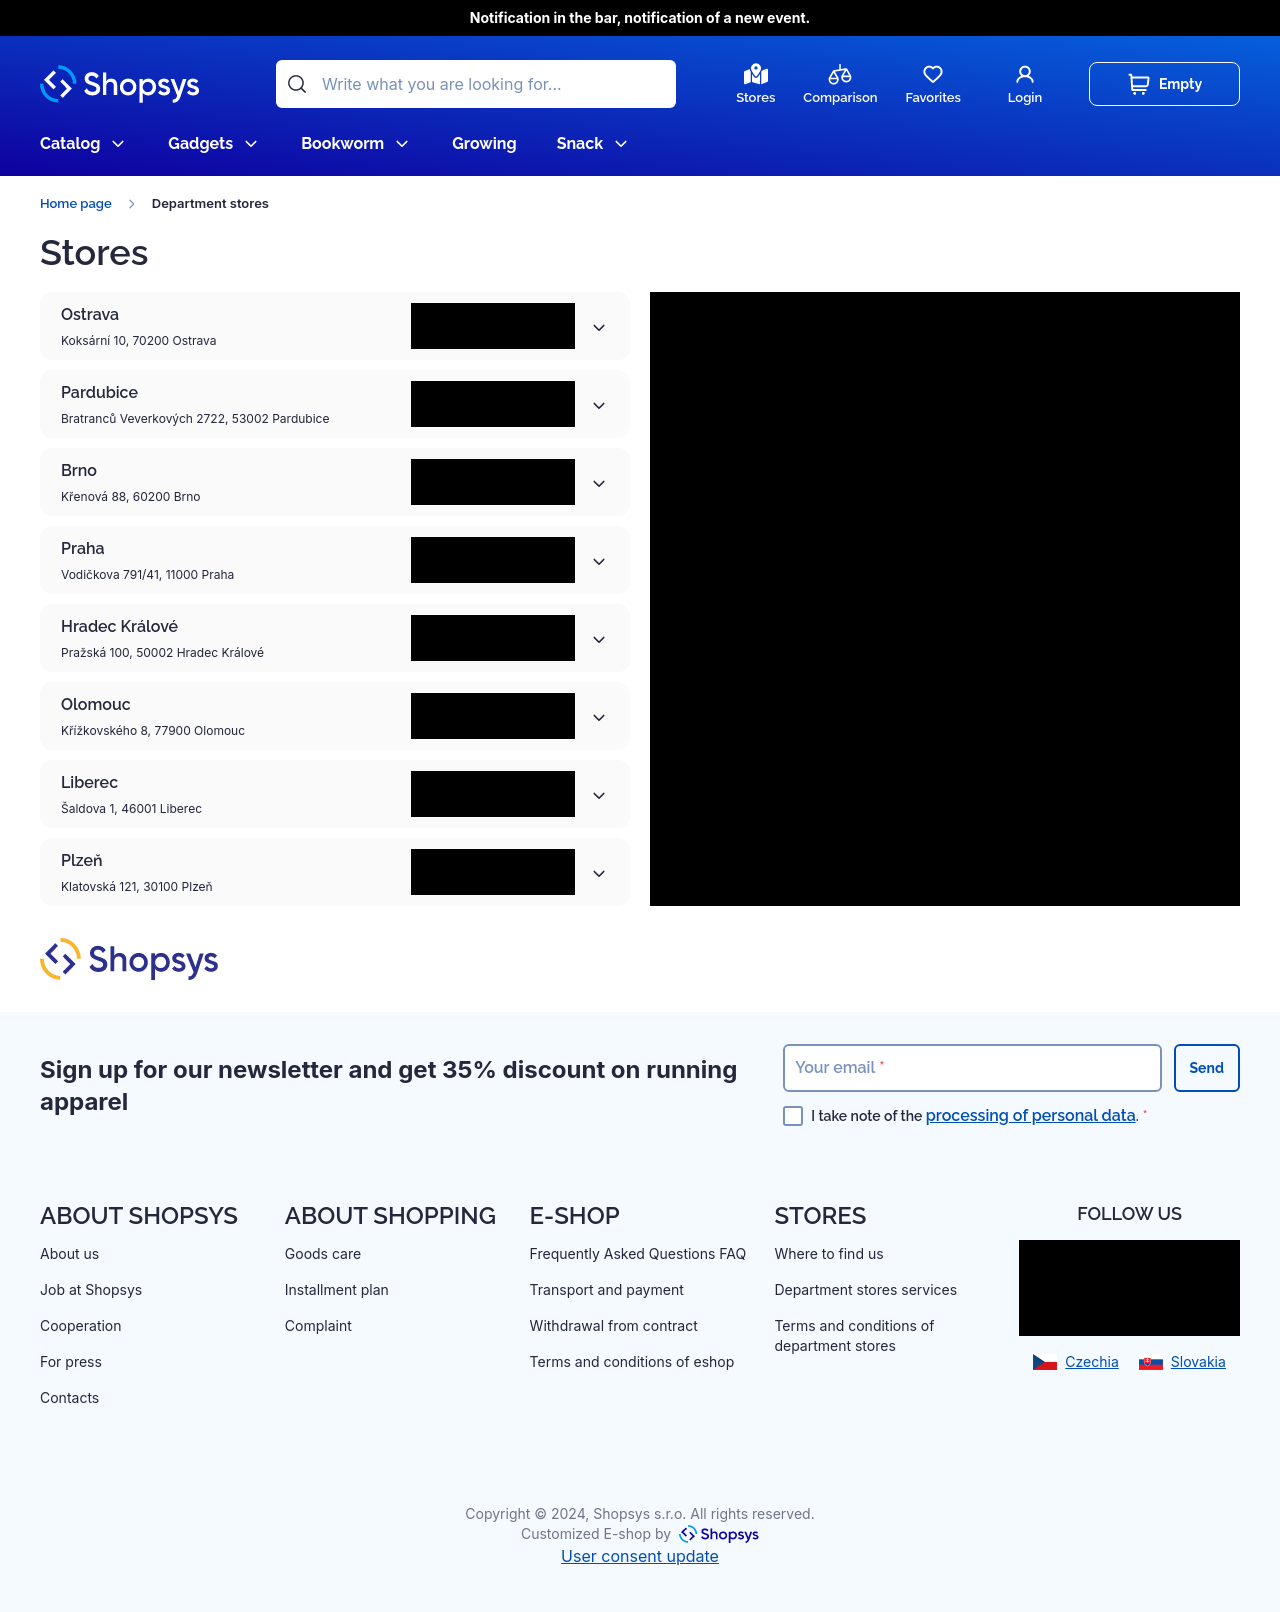 Notification in the bar, notification of a new event.
Shopsys
Write what you are looking for...
Stores
Comparison
Favorites
Login
Empty
Catalog
Gadgets
Bookworm
Growing
Snack
Home page
Department stores
Stores
Ostrava
Koksární 10, 70200 Ostrava
Pardubice
Bratranců Veverkových 2722, 53002 Pardubice
Brno
Křenová 88, 60200 Brno
Praha
Vodičkova 791/41, 11000 Praha
Hradec Králové
Pražská 100, 50002 Hradec Králové
Olomouc
Křížkovského 8, 77900 Olomouc
Liberec
Šaldova 1, 46001 Liberec
Plzeň
Klatovská 121, 30100 Plzeň
Shopsys
Sign up for our newsletter and get 35% discount on running
apparel
Your email *
Send
I take note of the processing of personal data. *
ABOUT SHOPSYS
About us
Job at Shopsys
Cooperation
For press
Contacts
ABOUT SHOPPING
Goods care
Installment plan
Complaint
E-SHOP
Frequently Asked Questions FAQ
Transport and payment
Withdrawal from contract
Terms and conditions of eshop
STORES
Where to find us
Department stores services
Terms and conditions of
department stores
FOLLOW US
Czechia
Slovakia
Copyright © 2024, Shopsys s.r.o. All rights reserved.
Customized E-shop by Shopsys
User consent update